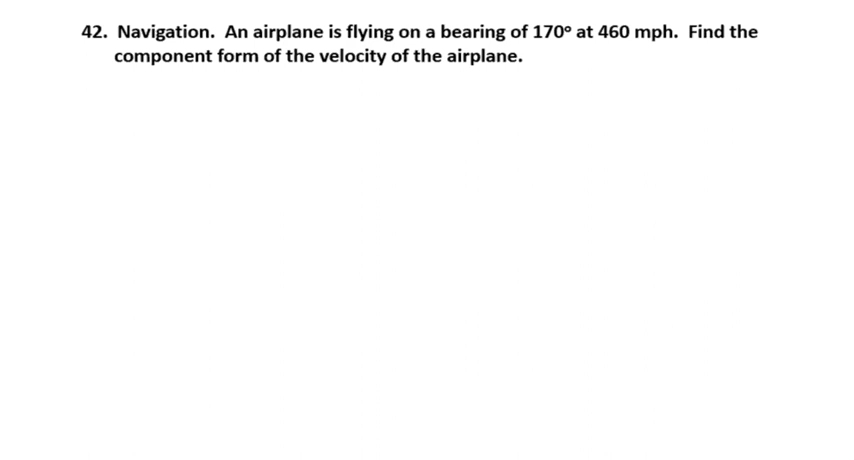 42. Navigation. An airplane is flying on a bearing of 170º at 460 mph. Find the
component form of the velocity of the airplane.